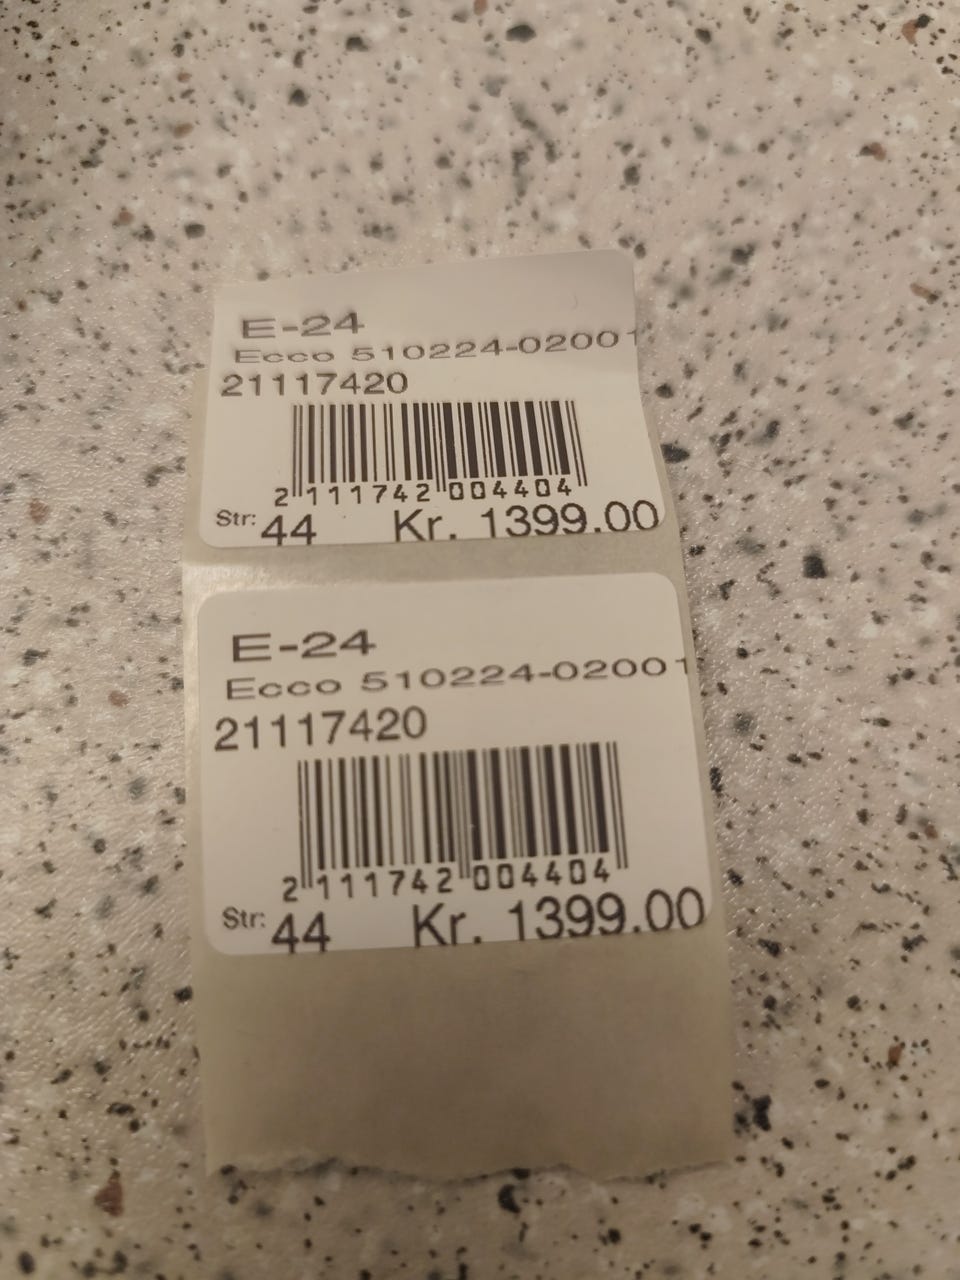 E-24
Ecco 510224-02001
21117420
2 111742 004404
Str: 44 Kr. 1399.00
E-24
Ecco 510224-02001
21117420
2 111742 004404
Str: 44 Kr. 1399.00